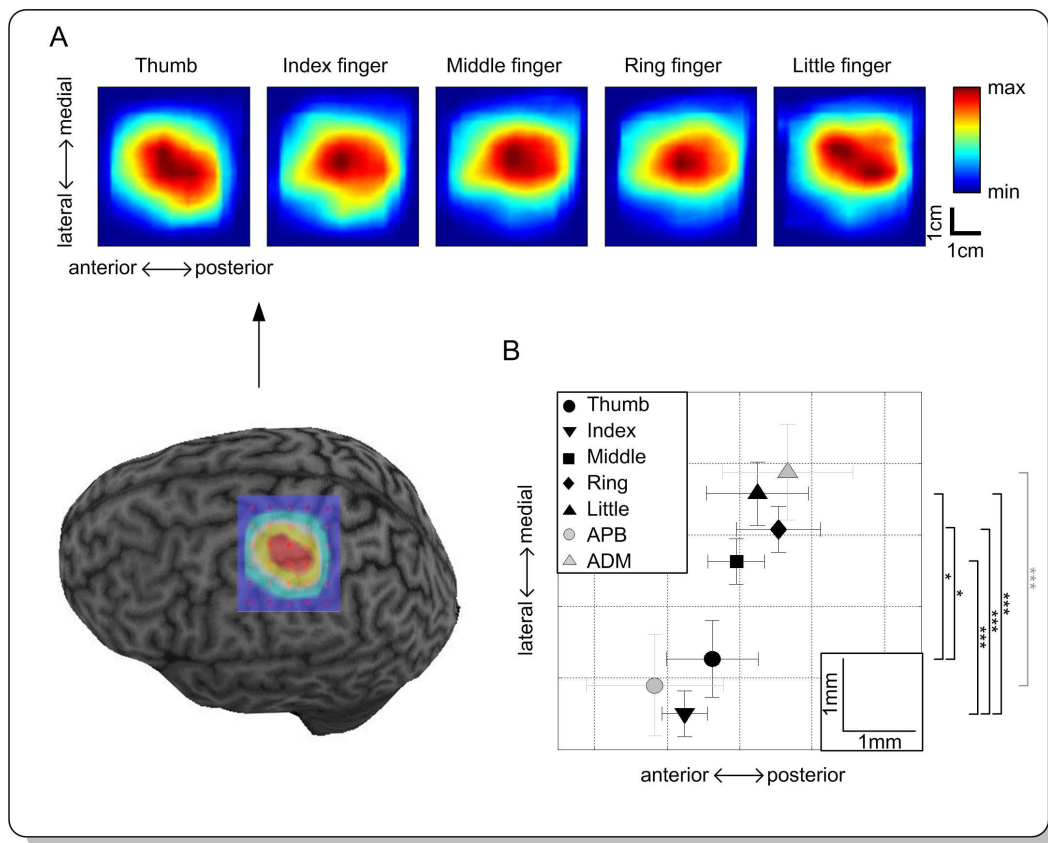 A
Thumb
Index finger
Middle finger
Ring finger
Little finger
lateral ⟷ medial
max
min
1cm
1cm
anterior ⟷ posterior
B
Thumb
Index
Middle
Ring
Little
APB
ADM
lateral ⟷ medial
*
*
***
***
***
***
1mm
1mm
anterior ⟷ posterior